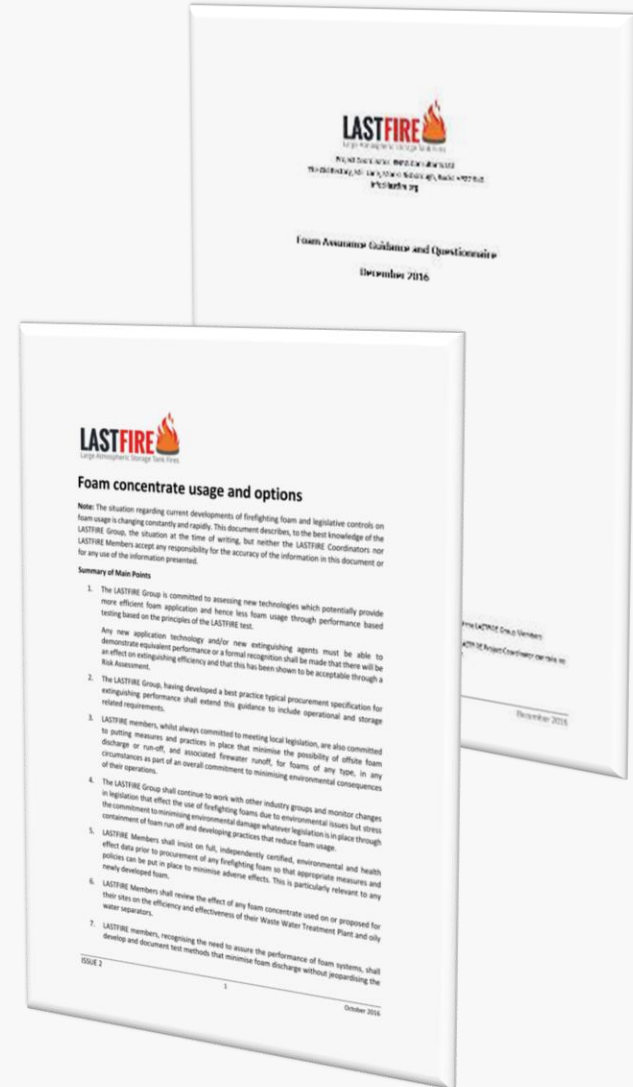 LASTFIRE
Large Atmospheric Storage Tank Fires
Foam Assurance Guidance and Questionnaire
December 2016
December 2016
LASTFIRE
Large Atmospheric Storage Tank Fires
Foam concentrate usage and options
Note: The situation regarding current developments of firefighting foam and legislative controls on
foam usage is changing constantly and rapidly. This document describes, to the best knowledge of the
LASTFIRE Group, the situation at the time of writing, but neither the LASTFIRE Coordinators nor
LASTFIRE Members accept any responsibility for the accuracy of the information in this document or
for any use of the information presented.
Summary of Main Points
1. The LASTFIRE Group is committed to assessing new technologies which potentially provide
more efficient foam application and hence less foam usage through performance based
testing based on the principles of the LASTFIRE test.
Any new application technology and/or new extinguishing agents must be able to
demonstrate equivalent performance or a formal recognition shall be made that there will be
an effect on extinguishing efficiency and that this has been shown to be acceptable through a
Risk Assessment.
2. The LASTFIRE Group, having developed a best practice typical procurement specification for
extinguishing performance shall extend this guidance to include operational and storage
related requirements.
3. LASTFIRE members, whilst always committed to meeting local legislation, are also committed
to putting measures and practices in place that minimise the possibility of offsite foam
discharge or run-off, and associated firewater runoff, for foams of any type, in any
circumstances as part of an overall commitment to minimising environmental consequences
of their operations.
4. The LASTFIRE Group shall continue to work with other industry groups and monitor changes
in legislation that effect the use of firefighting foams due to environmental issues but stress
the commitment to minimising environmental damage whatever legislation is in place through
containment of foam run off and developing practices that reduce foam usage.
5. LASTFIRE Members shall insist on full, independently certified, environmental and health
effect data prior to procurement of any firefighting foam so that appropriate measures and
policies can be put in place to minimise adverse effects. This is particularly relevant to any
newly developed foam.
6. LASTFIRE Members shall review the effect of any foam concentrate used on or proposed for
their sites on the efficiency and effectiveness of their Waste Water Treatment Plant and oily
water separators.
7. LASTFIRE members, recognising the need to assure the performance of foam systems, shall
develop and document test methods that minimise foam discharge without jeopardising the
ISSUE 2
1
October 2016